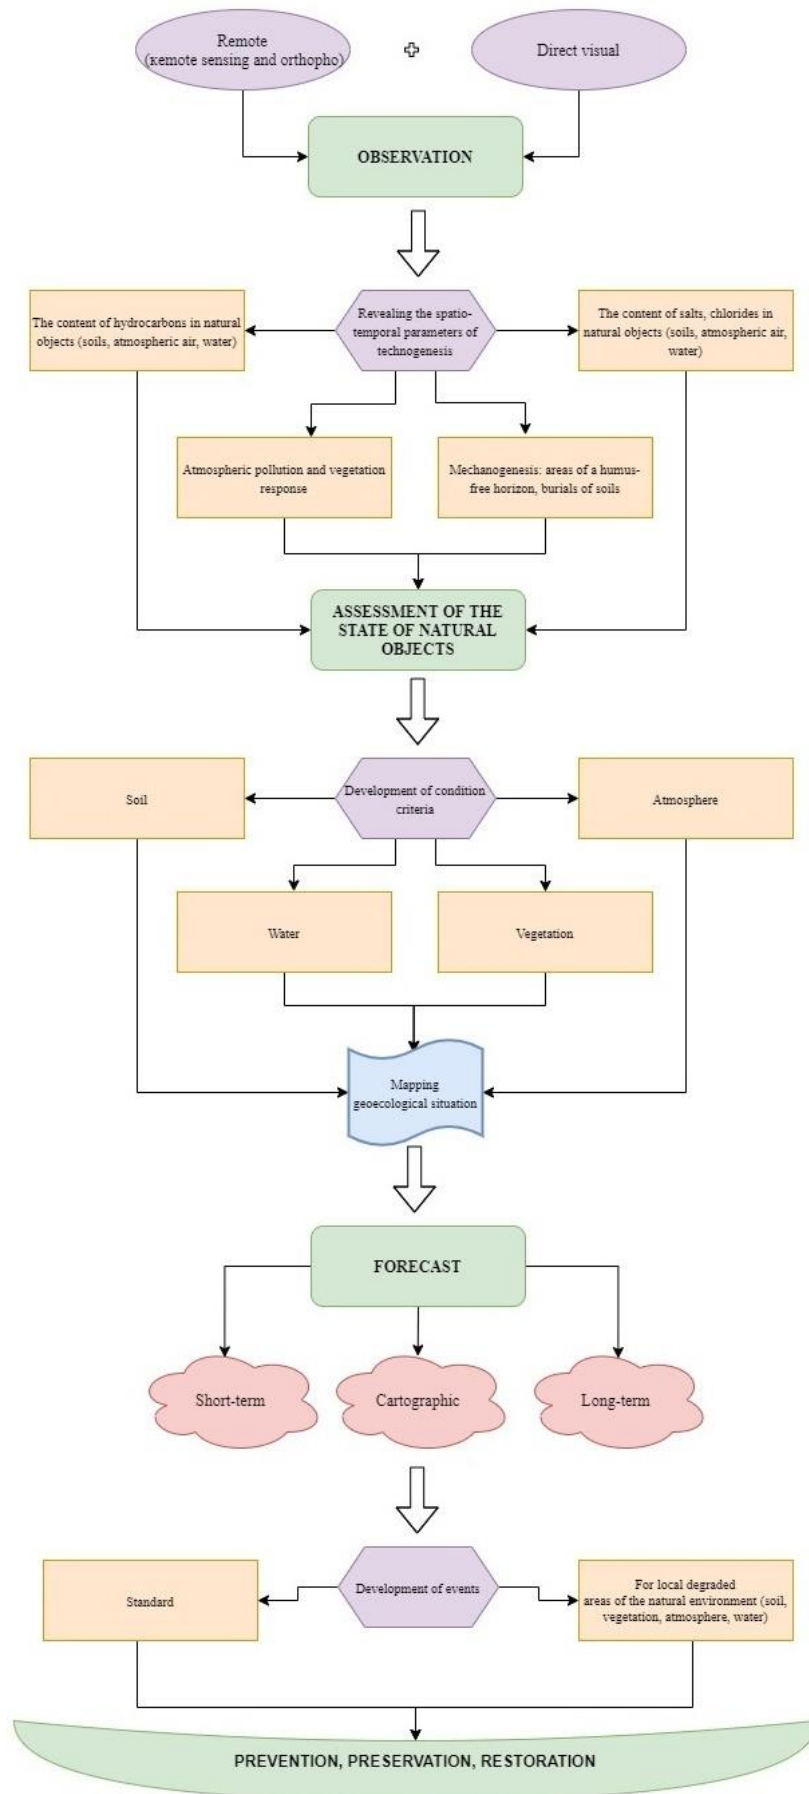 Remote
(кemote sensing and orthopho)
Direct visual
OBSERVATION
The content of hydrocarbons in natural
objects (soils, atmospheric air, water)
Revealing the spatio-
temporal parameters of
technogenesis
The content of salts, chlorides in
natural objects (soils, atmospheric air,
water)
Atmospheric pollution and vegetation
response
Mechanogenesis: areas of a humus-
free horizon, burials of soils
ASSESSMENT OF THE
STATE OF NATURAL
OBJECTS
Soil
Development of condition
criteria
Atmosphere
Water
Vegetation
Mapping
geoecological situation
FORECAST
Short-term
Cartographic
Long-term
Standard
Development of events
For local degraded
areas of the natural environment (soil,
vegetation, atmosphere, water)
PREVENTION, PRESERVATION, RESTORATION